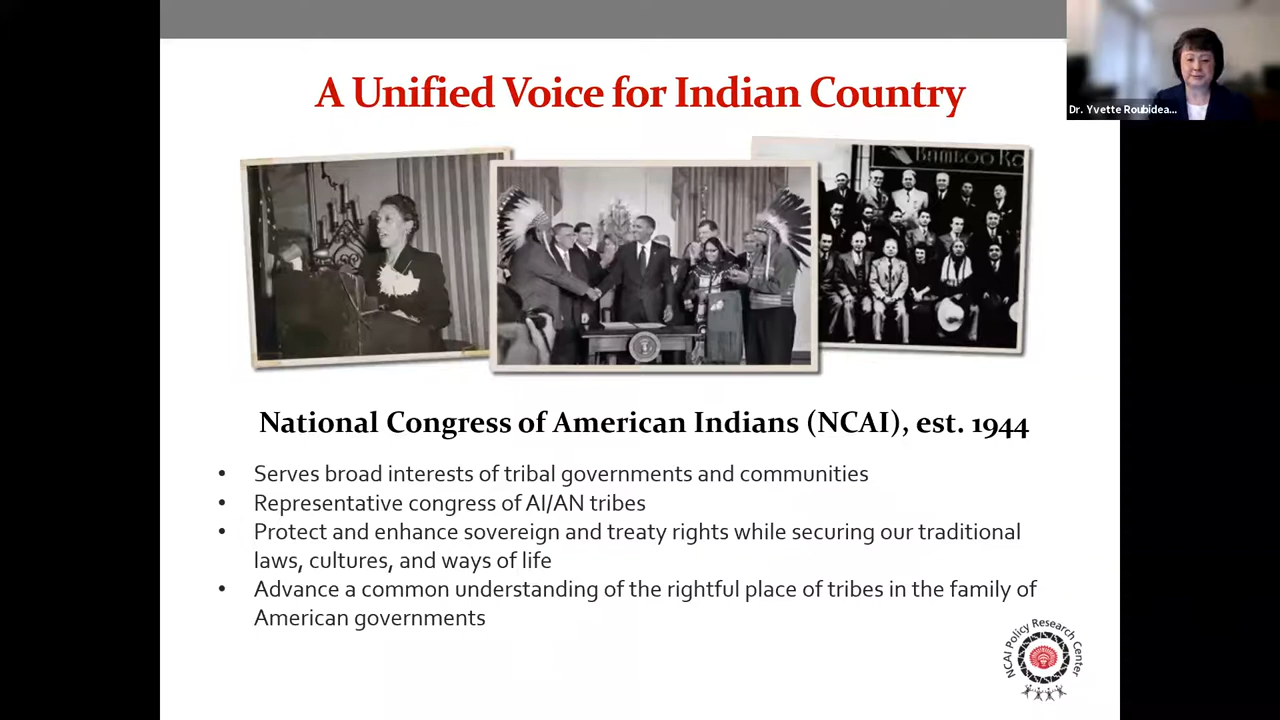 A Unified Voice for Indian Country
Dr. Yvette Roubidea...
BAMBOO RO
National Congress of American Indians (NCAI), est. 1944
• Serves broad interests of tribal governments and communities
• Representative congress of AI/AN tribes
• Protect and enhance sovereign and treaty rights while securing our traditional
laws, cultures, and ways of life
• Advance a common understanding of the rightful place of tribes in the family of
American governments
NCAI Policy Research Center